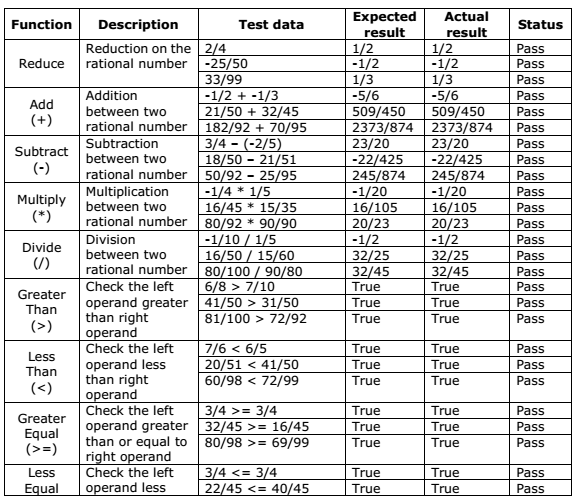 Function Description Test data Expected result Actual result Status
Reduce Reduction on the rational number 2/4 1/2 1/2 Pass
-25/50 -1/2 -1/2 Pass
33/99 1/3 1/3 Pass
Add (+) Addition between two rational number -1/2 + -1/3 -5/6 -5/6 Pass
21/50 + 32/45 509/450 509/450 Pass
182/92 + 70/95 2373/874 2373/874 Pass
Subtract (-) Subtraction between two rational number 3/4 – (-2/5) 23/20 23/20 Pass
18/50 – 21/51 -22/425 -22/425 Pass
50/92 – 25/95 245/874 245/874 Pass
Multiply (*) Multiplication between two rational number -1/4 * 1/5 -1/20 -1/20 Pass
16/45 * 15/35 16/105 16/105 Pass
80/92 * 90/90 20/23 20/23 Pass
Divide (/) Division between two rational number -1/10 / 1/5 -1/2 -1/2 Pass
16/50 / 15/60 32/25 32/25 Pass
80/100 / 90/80 32/45 32/45 Pass
Greater Than (>) Check the left operand greater than right operand 6/8 > 7/10 True True Pass
41/50 > 31/50 True True Pass
81/100 > 72/92 True True Pass
Less Than (<) Check the left operand less than right operand 7/6 < 6/5 True True Pass
20/51 < 41/50 True True Pass
60/98 < 72/99 True True Pass
Greater Equal (>=) Check the left operand greater than or equal to right operand 3/4 >= 3/4 True True Pass
32/45 >= 16/45 True True Pass
80/98 >= 69/99 True True Pass
Less Equal Check the left operand less 3/4 <= 3/4 True True Pass
22/45 <= 40/45 True True Pass